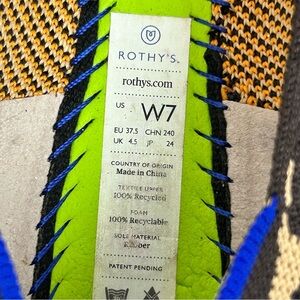 ROTHY'S.
rothys.com
US W7
EU 37.5 CHN 240
UK 4.5 JP 24
COUNTRY OF ORIGIN
Made in China
TEXTILE UPPER
100% Recycled
FOAM
100% Recyclable
SOLE MATERIAL
Rubber
PATENT PENDING